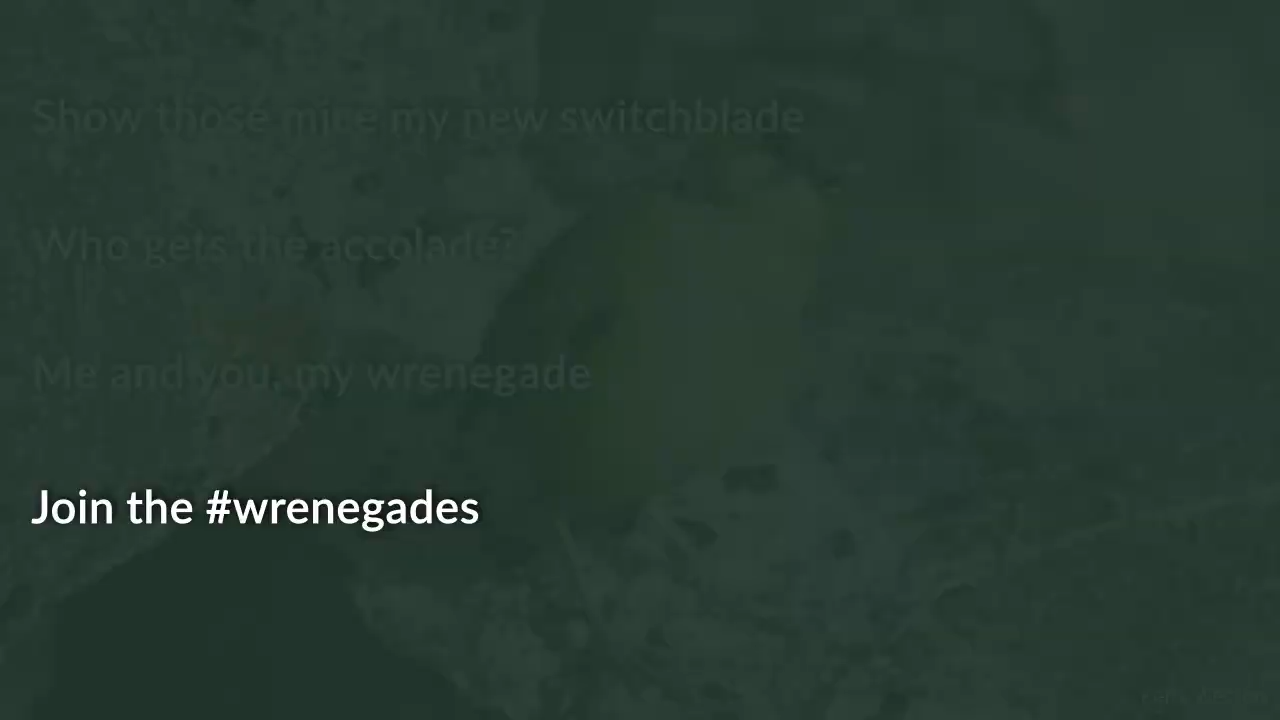 Show those mice my new switchblade
Who gets the accolade?
Me and you, my wrenegade
Join the #wrenegades